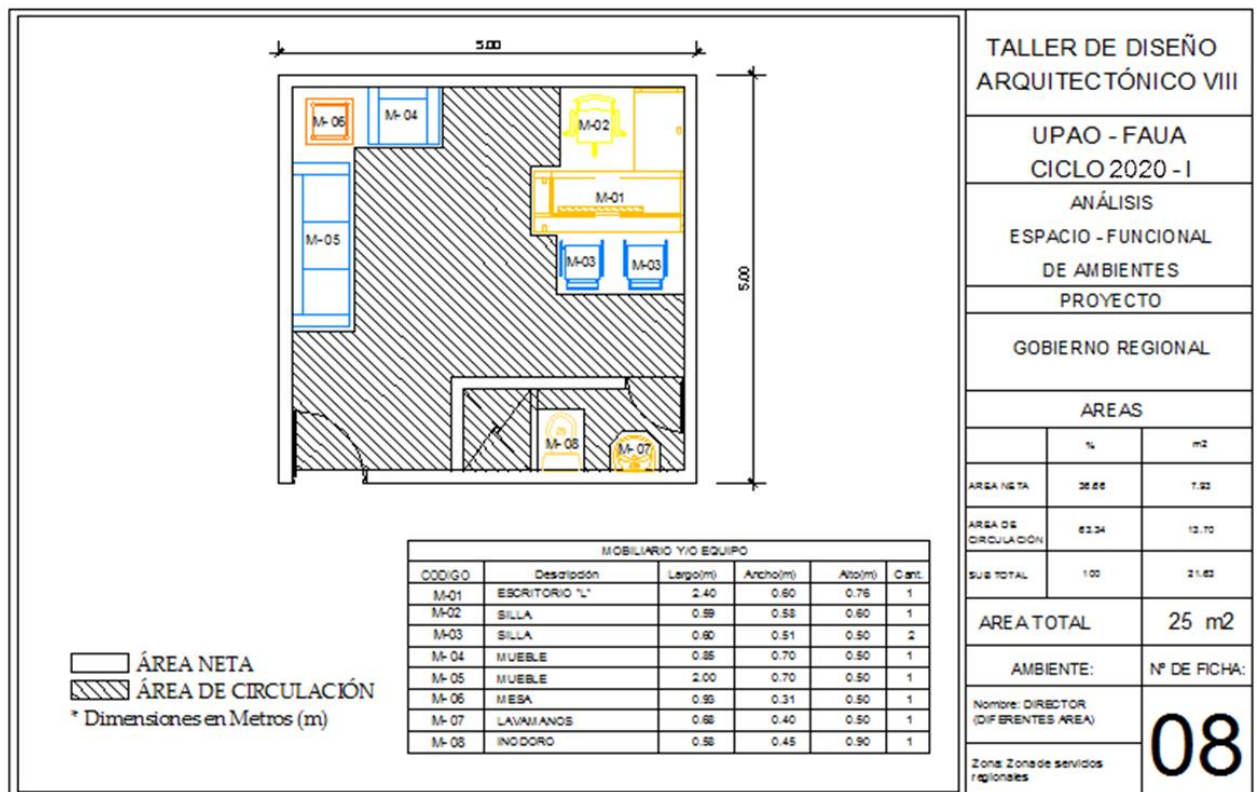 5.00
5.00
M-06
M-04
M-02
M-01
M-05
M-03
M-03
M-08
M-07
ÁREA NETA
ÁREA DE CIRCULACIÓN
* Dimensiones en Metros (m)
MOBILIARIO Y/O EQUIPO
CODIGO Descripción Largo(m) Ancho(m) Alto(m) Cant.
M-01 ESCRITORIO "L" 2.40 0.60 0.76 1
M-02 SILLA 0.59 0.58 0.60 1
M-03 SILLA 0.60 0.51 0.50 2
M-04 MUEBLE 0.85 0.70 0.50 1
M-05 MUEBLE 2.00 0.70 0.50 1
M-06 MESA 0.93 0.31 0.50 1
M-07 LAVAMANOS 0.68 0.40 0.50 1
M-08 INODORO 0.58 0.45 0.90 1
TALLER DE DISEÑO
ARQUITECTÓNICO VIII
UPAO - FAUA
CICLO 2020 - I
ANÁLISIS
ESPACIO - FUNCIONAL
DE AMBIENTES
PROYECTO
GOBIERNO REGIONAL
AREAS
% m2
AREA NETA 36.66 7.93
AREA DE
CIRCULACIÓN 63.34 13.70
SUB TOTAL 100 21.63
AREA TOTAL 25 m2
AMBIENTE: N° DE FICHA:
Nombre: DIRECTOR
(DIFERENTES AREA)
08
Zona: Zona de servicios
regionales